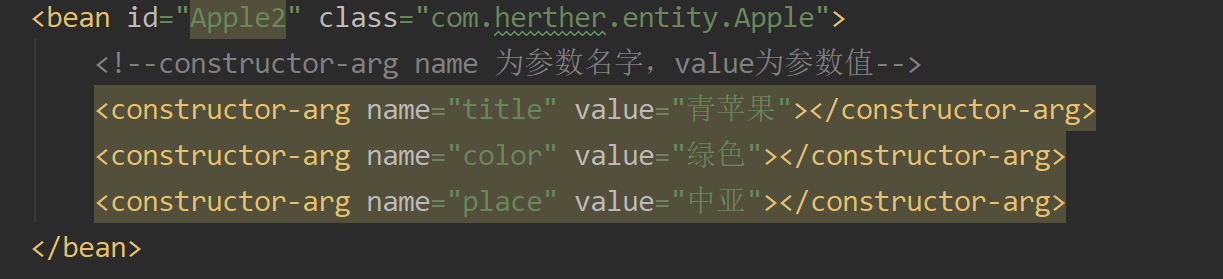 <bean id="Apple2" class="com.herther.entity.Apple">
<!--constructor-arg name 为参数名字，value为参数值-->
<constructor-arg name="title" value="青苹果"></constructor-arg>
<constructor-arg name="color" value="绿色"></constructor-arg>
<constructor-arg name="place" value="中亚"></constructor-arg>
</bean>